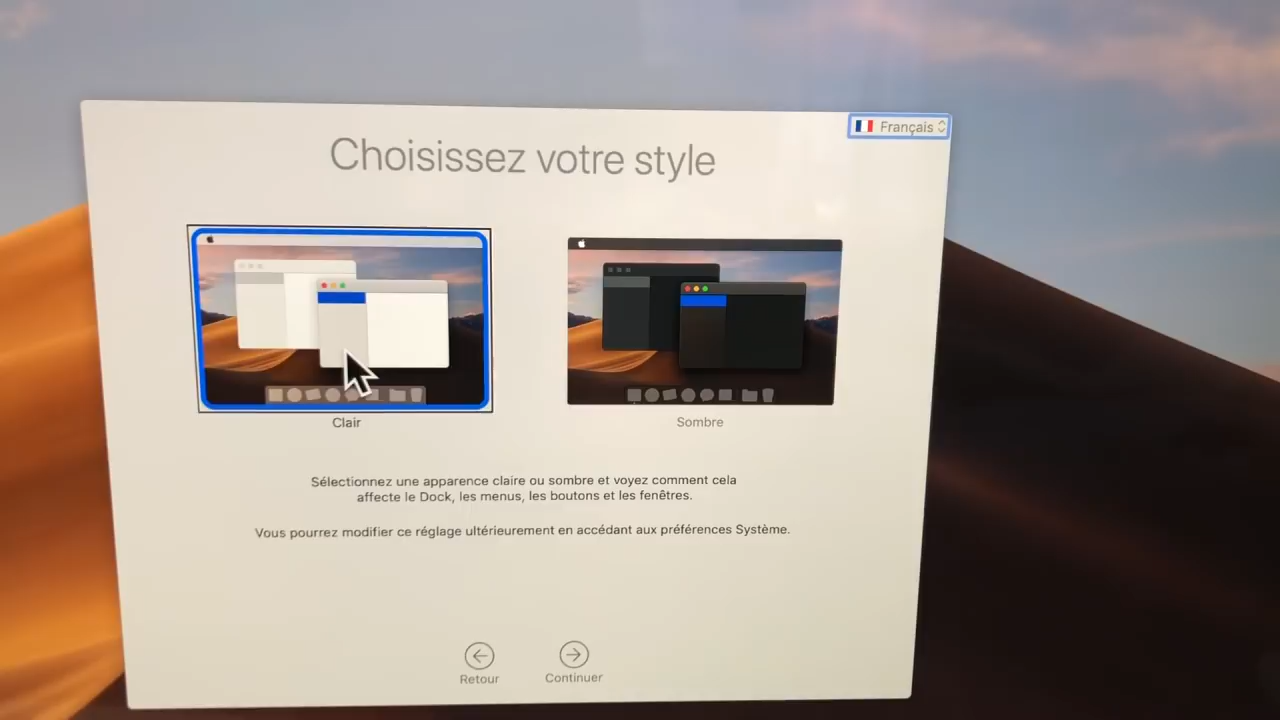 Français
Choisissez votre style
Clair
Sombre
Sélectionnez une apparence claire ou sombre et voyez comment cela
affecte le Dock, les menus, les boutons et les fenêtres.
Vous pourrez modifier ce réglage ultérieurement en accédant aux préférences Système.
Retour
Continuer